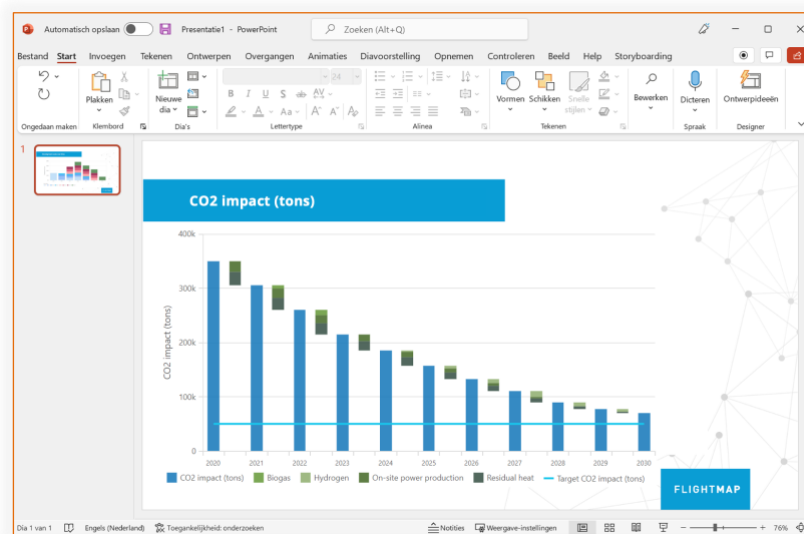 Automatisch opslaan Presentatie1 - PowerPoint Zoeken (Alt+Q)
Bestand Start Invoegen Tekenen Ontwerpen Overgangen Animaties Diavoorstelling Opnemen Controleren Beeld Help Storyboarding
24
B I U S ab AV
A Aa A A A
Plakken Nieuwe dia Vormen Schikken Snelle stijlen Bewerken Dicteren Ontwerpideeën
Ongedaan maken Klembord Dia's Lettertype Alinea Tekenen Spraak Designer
1
CO2 impact (tons)
400k
300k
200k
100k
0
CO2 impact (tons)
2020 2021 2022 2023 2024 2025 2026 2027 2028 2029 2030
CO2 impact (tons) Biogas Hydrogen On-site power production Residual heat Target CO2 impact (tons)
FLIGHTMAP
Dia 1 van 1 Engels (Nederland) Toegankelijkheid: onderzoeken Notities Weergave-instellingen 76%